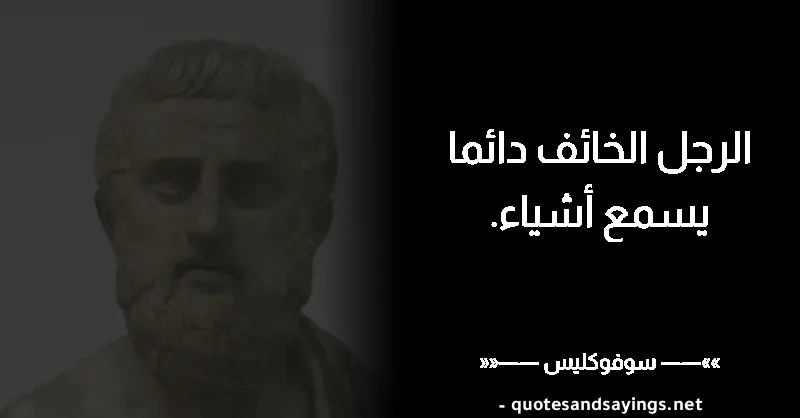 الرجل الخائف دائما
يسمع أشياء.
»—— سوفوكليس ——««
- quotesandsayings.net